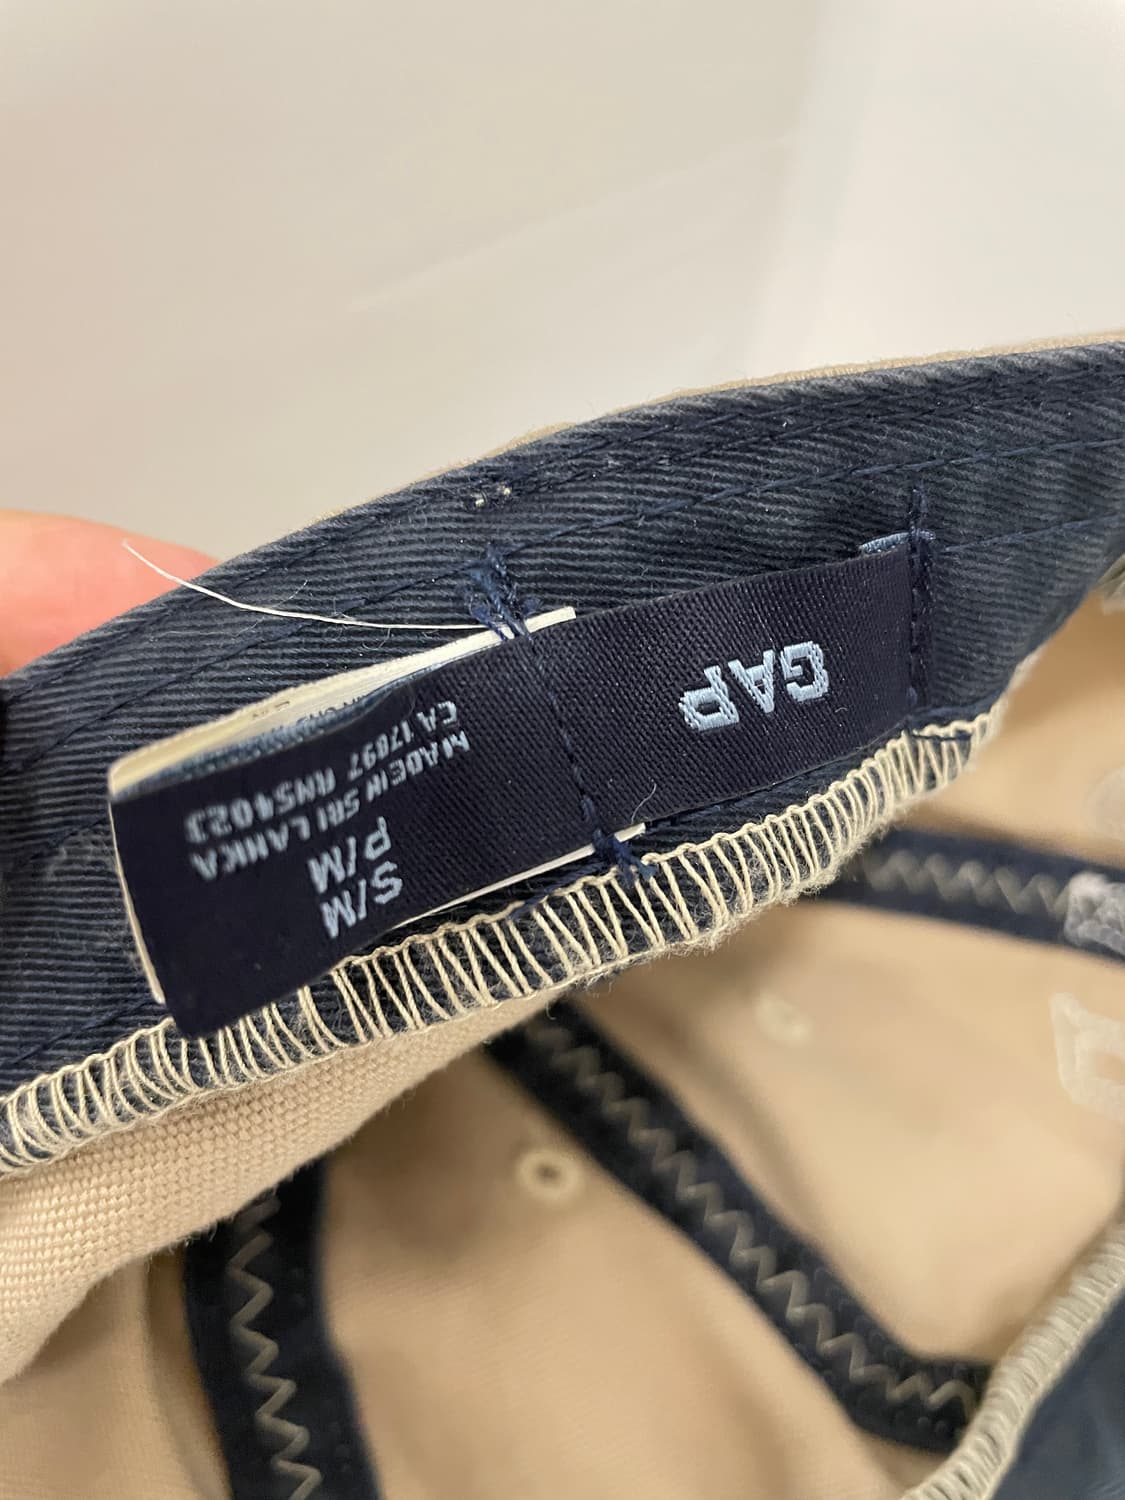 GAP
S/M
P/M
MADE IN SRI LANKA
CA 17897 RN54023